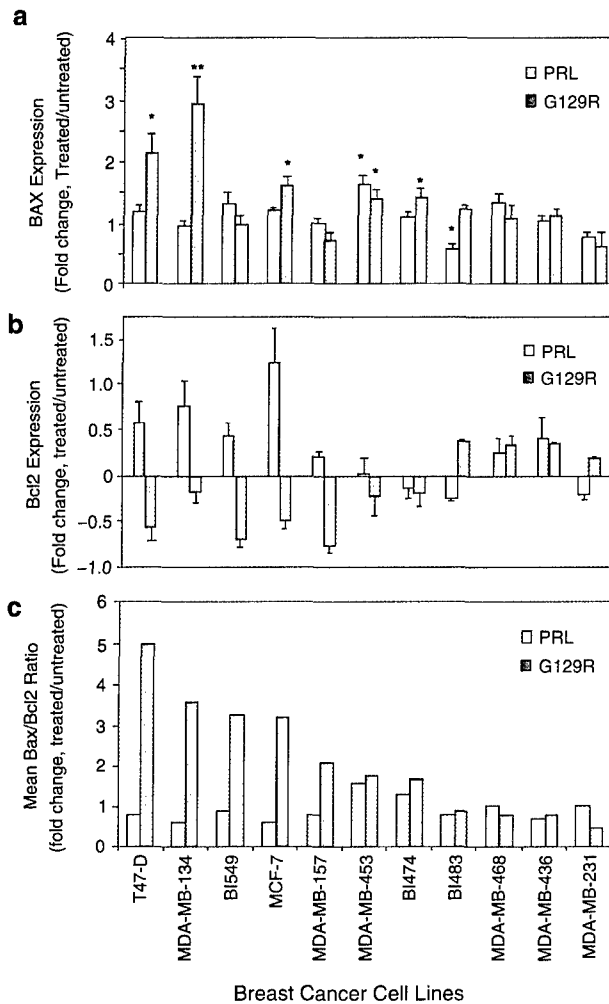 a
BAX Expression
(Fold change, Treated/untreated)
4
3
2
1
0
PRL
G129R
*
**
*
*
*
*
*
b
Bcl2 Expression
(Fold change, treated/untreated)
1.5
1.0
0.5
0
−0.5
−1.0
PRL
G129R
c
Mean Bax/Bcl2 Ratio
(fold change, treated/untreated)
6
5
4
3
2
1
0
PRL
G129R
T47-D
MDA-MB-134
BI549
MCF-7
MDA-MB-157
MDA-MB-453
BI474
BI483
MDA-MB-468
MDA-MB-436
MDA-MB-231
Breast Cancer Cell Lines